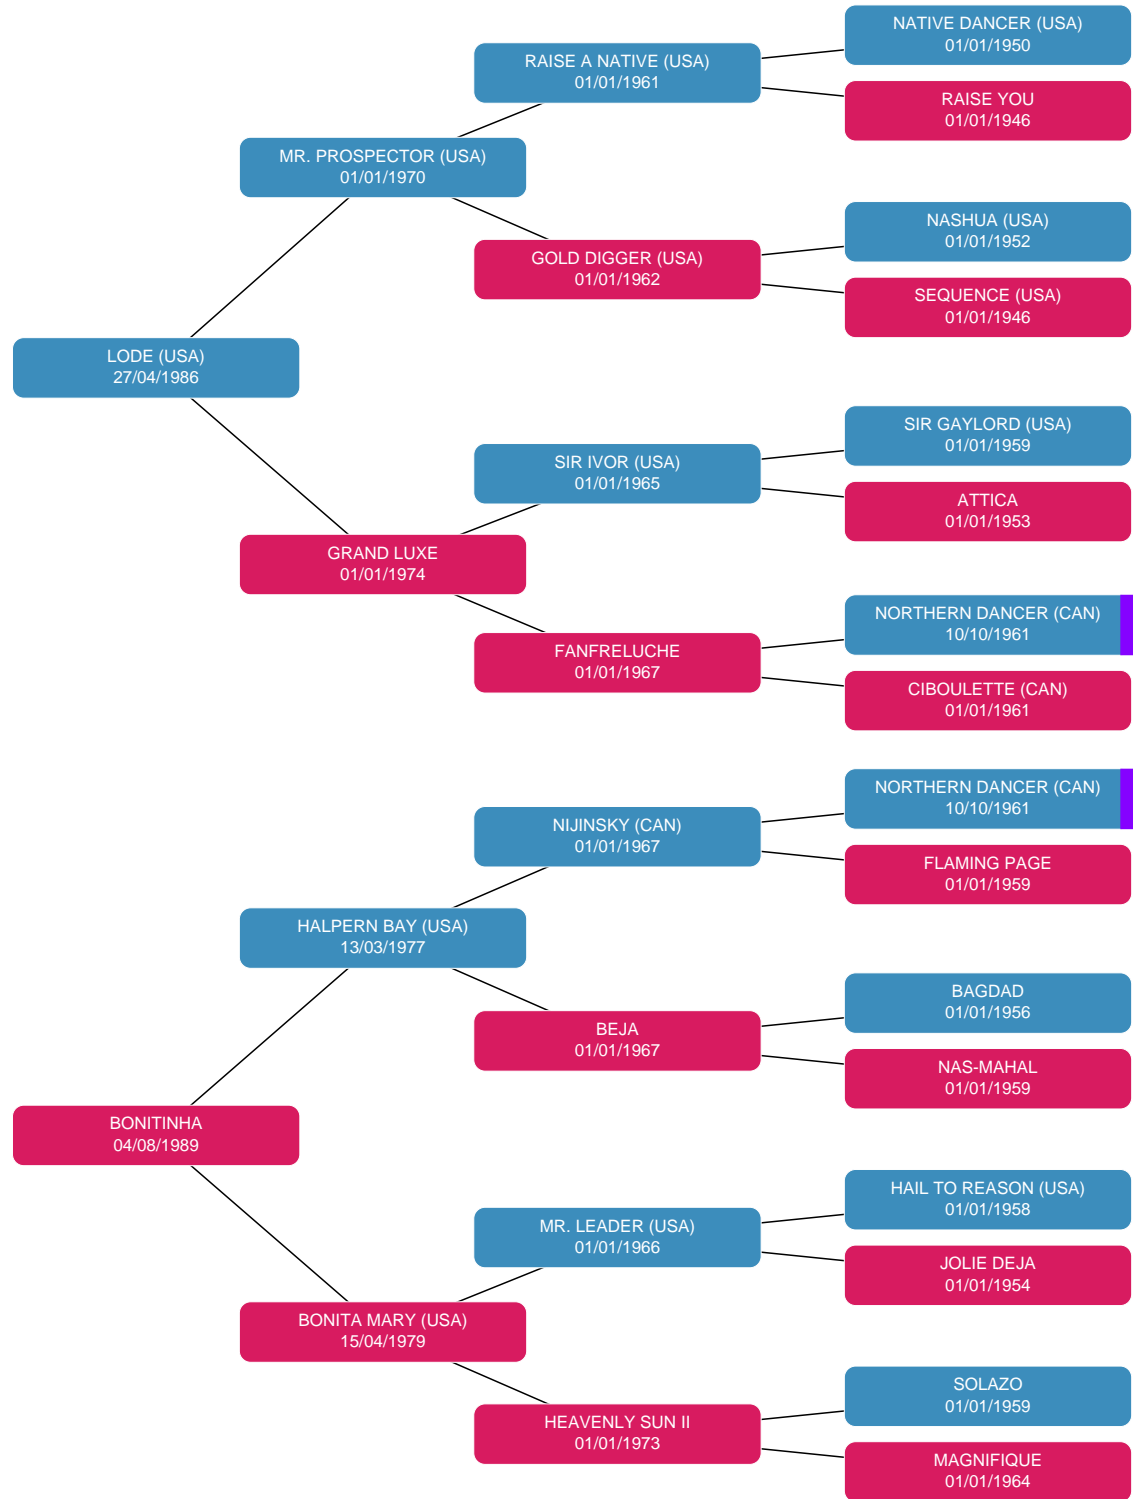 NATIVE DANCER (USA)
01/01/1950
RAISE A NATIVE (USA)
01/01/1961
RAISE YOU
01/01/1946
MR. PROSPECTOR (USA)
01/01/1970
NASHUA (USA)
01/01/1952
GOLD DIGGER (USA)
01/01/1962
SEQUENCE (USA)
01/01/1946
LODE (USA)
27/04/1986
SIR GAYLORD (USA)
01/01/1959
SIR IVOR (USA)
01/01/1965
ATTICA
01/01/1953
GRAND LUXE
01/01/1974
NORTHERN DANCER (CAN)
10/10/1961
FANFRELUCHE
01/01/1967
CIBOULETTE (CAN)
01/01/1961
NORTHERN DANCER (CAN)
10/10/1961
NIJINSKY (CAN)
01/01/1967
FLAMING PAGE
01/01/1959
HALPERN BAY (USA)
13/03/1977
BAGDAD
01/01/1956
BEJA
01/01/1967
NAS-MAHAL
01/01/1959
BONITINHA
04/08/1989
HAIL TO REASON (USA)
01/01/1958
MR. LEADER (USA)
01/01/1966
JOLIE DEJA
01/01/1954
BONITA MARY (USA)
15/04/1979
SOLAZO
01/01/1959
HEAVENLY SUN II
01/01/1973
MAGNIFIQUE
01/01/1964